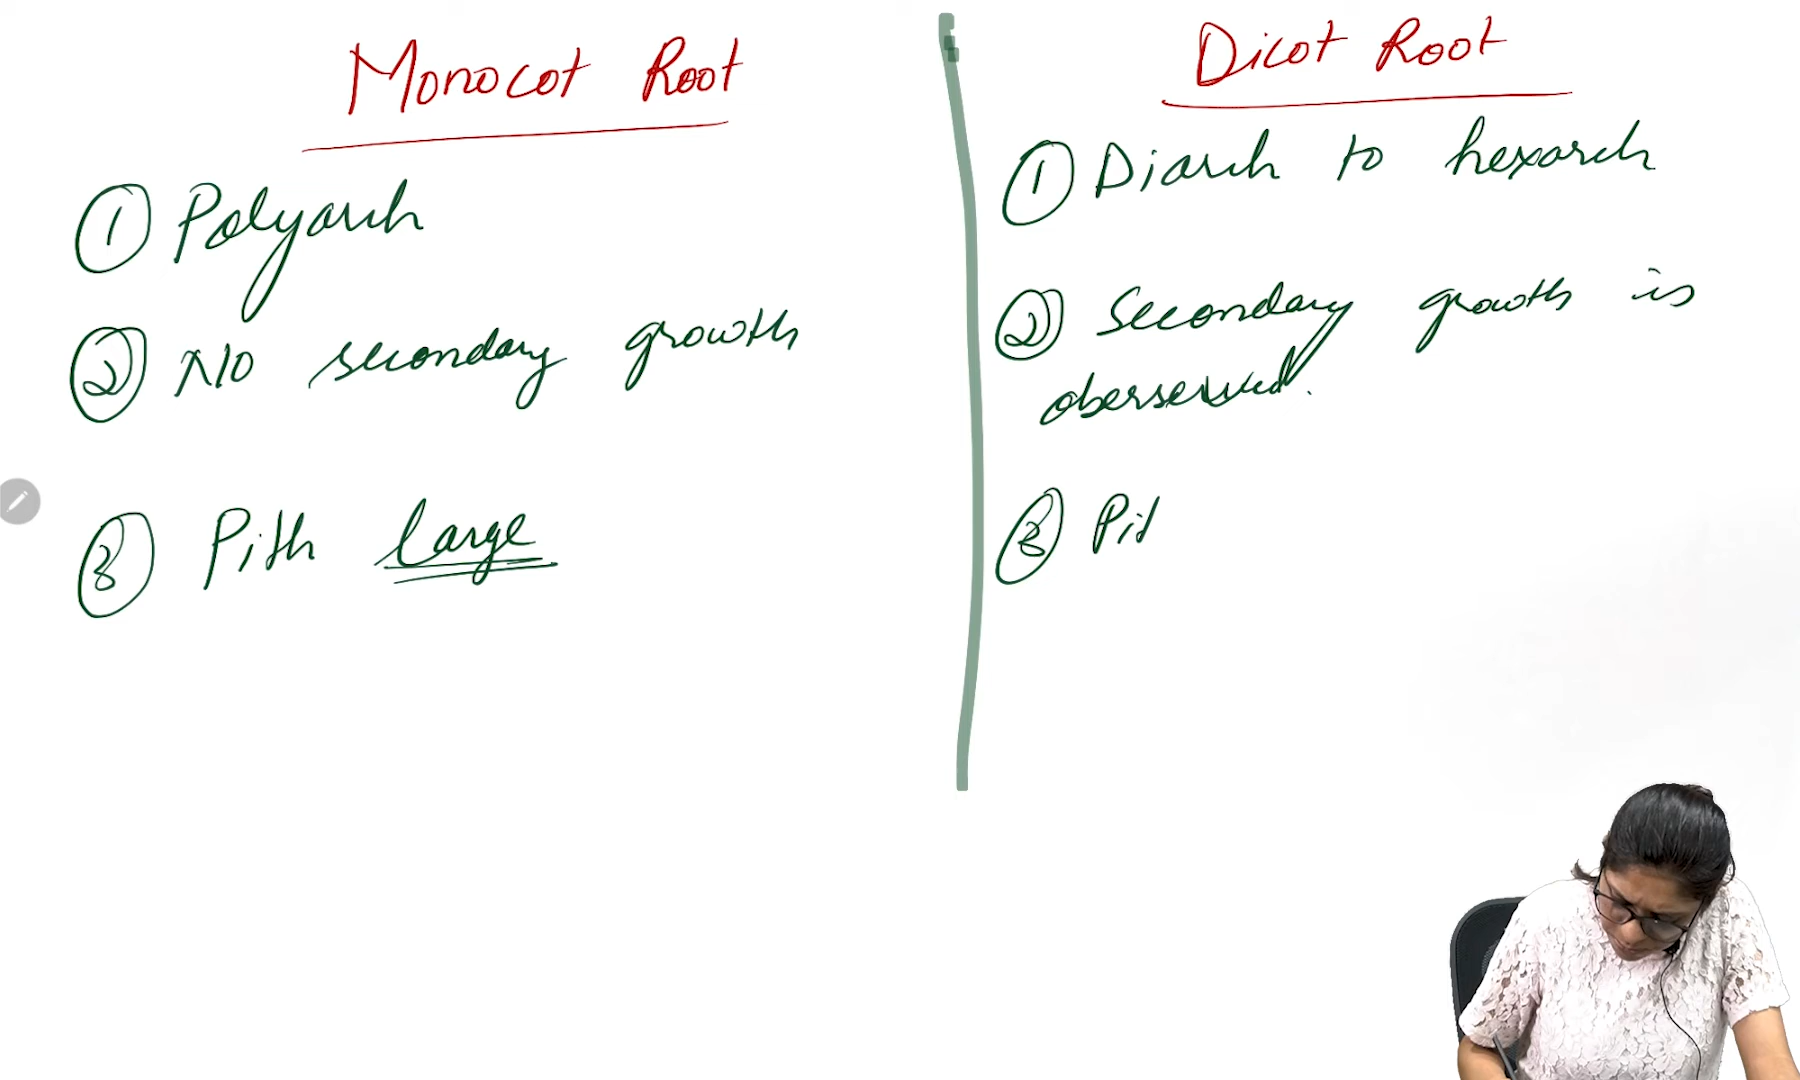 Monocot Root
① Polyarch
② No secondary growth
③ Pith large
Dicot Root
① Diarch to hexarch
② Secondary growth is
oberserved.
③ Pit